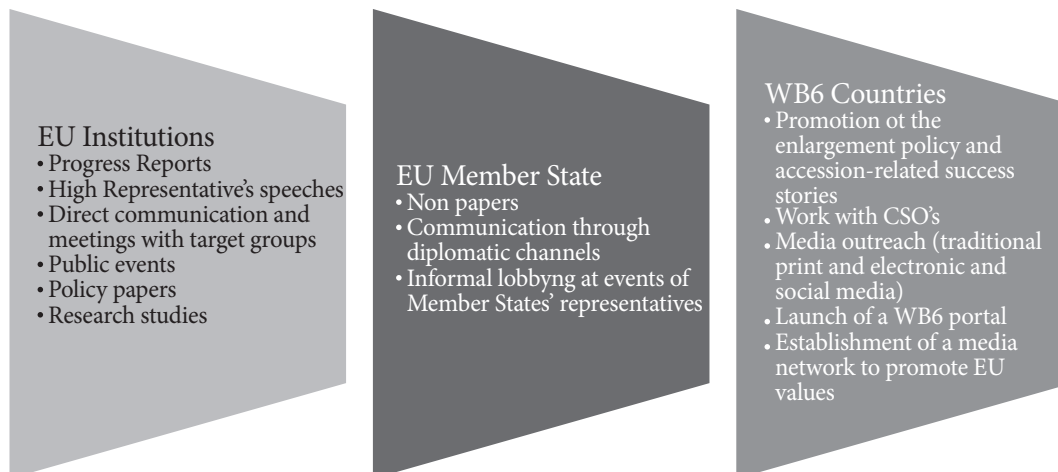 EU Institutions
• Progress Reports
• High Representative's speeches
• Direct communication and
meetings with target groups
• Public events
• Policy papers
• Research studies
EU Member State
• Non papers
• Communication through
diplomatic channels
• Informal lobbyng at events of
Member States' representatives
WB6 Countries
• Promotion ot the
enlargement policy and
accession-related success
stories
• Work with CSO's
• Media outreach (traditional
print and electronic and
social media)
• Launch of a WB6 portal
• Establishment of a media
network to promote EU
values